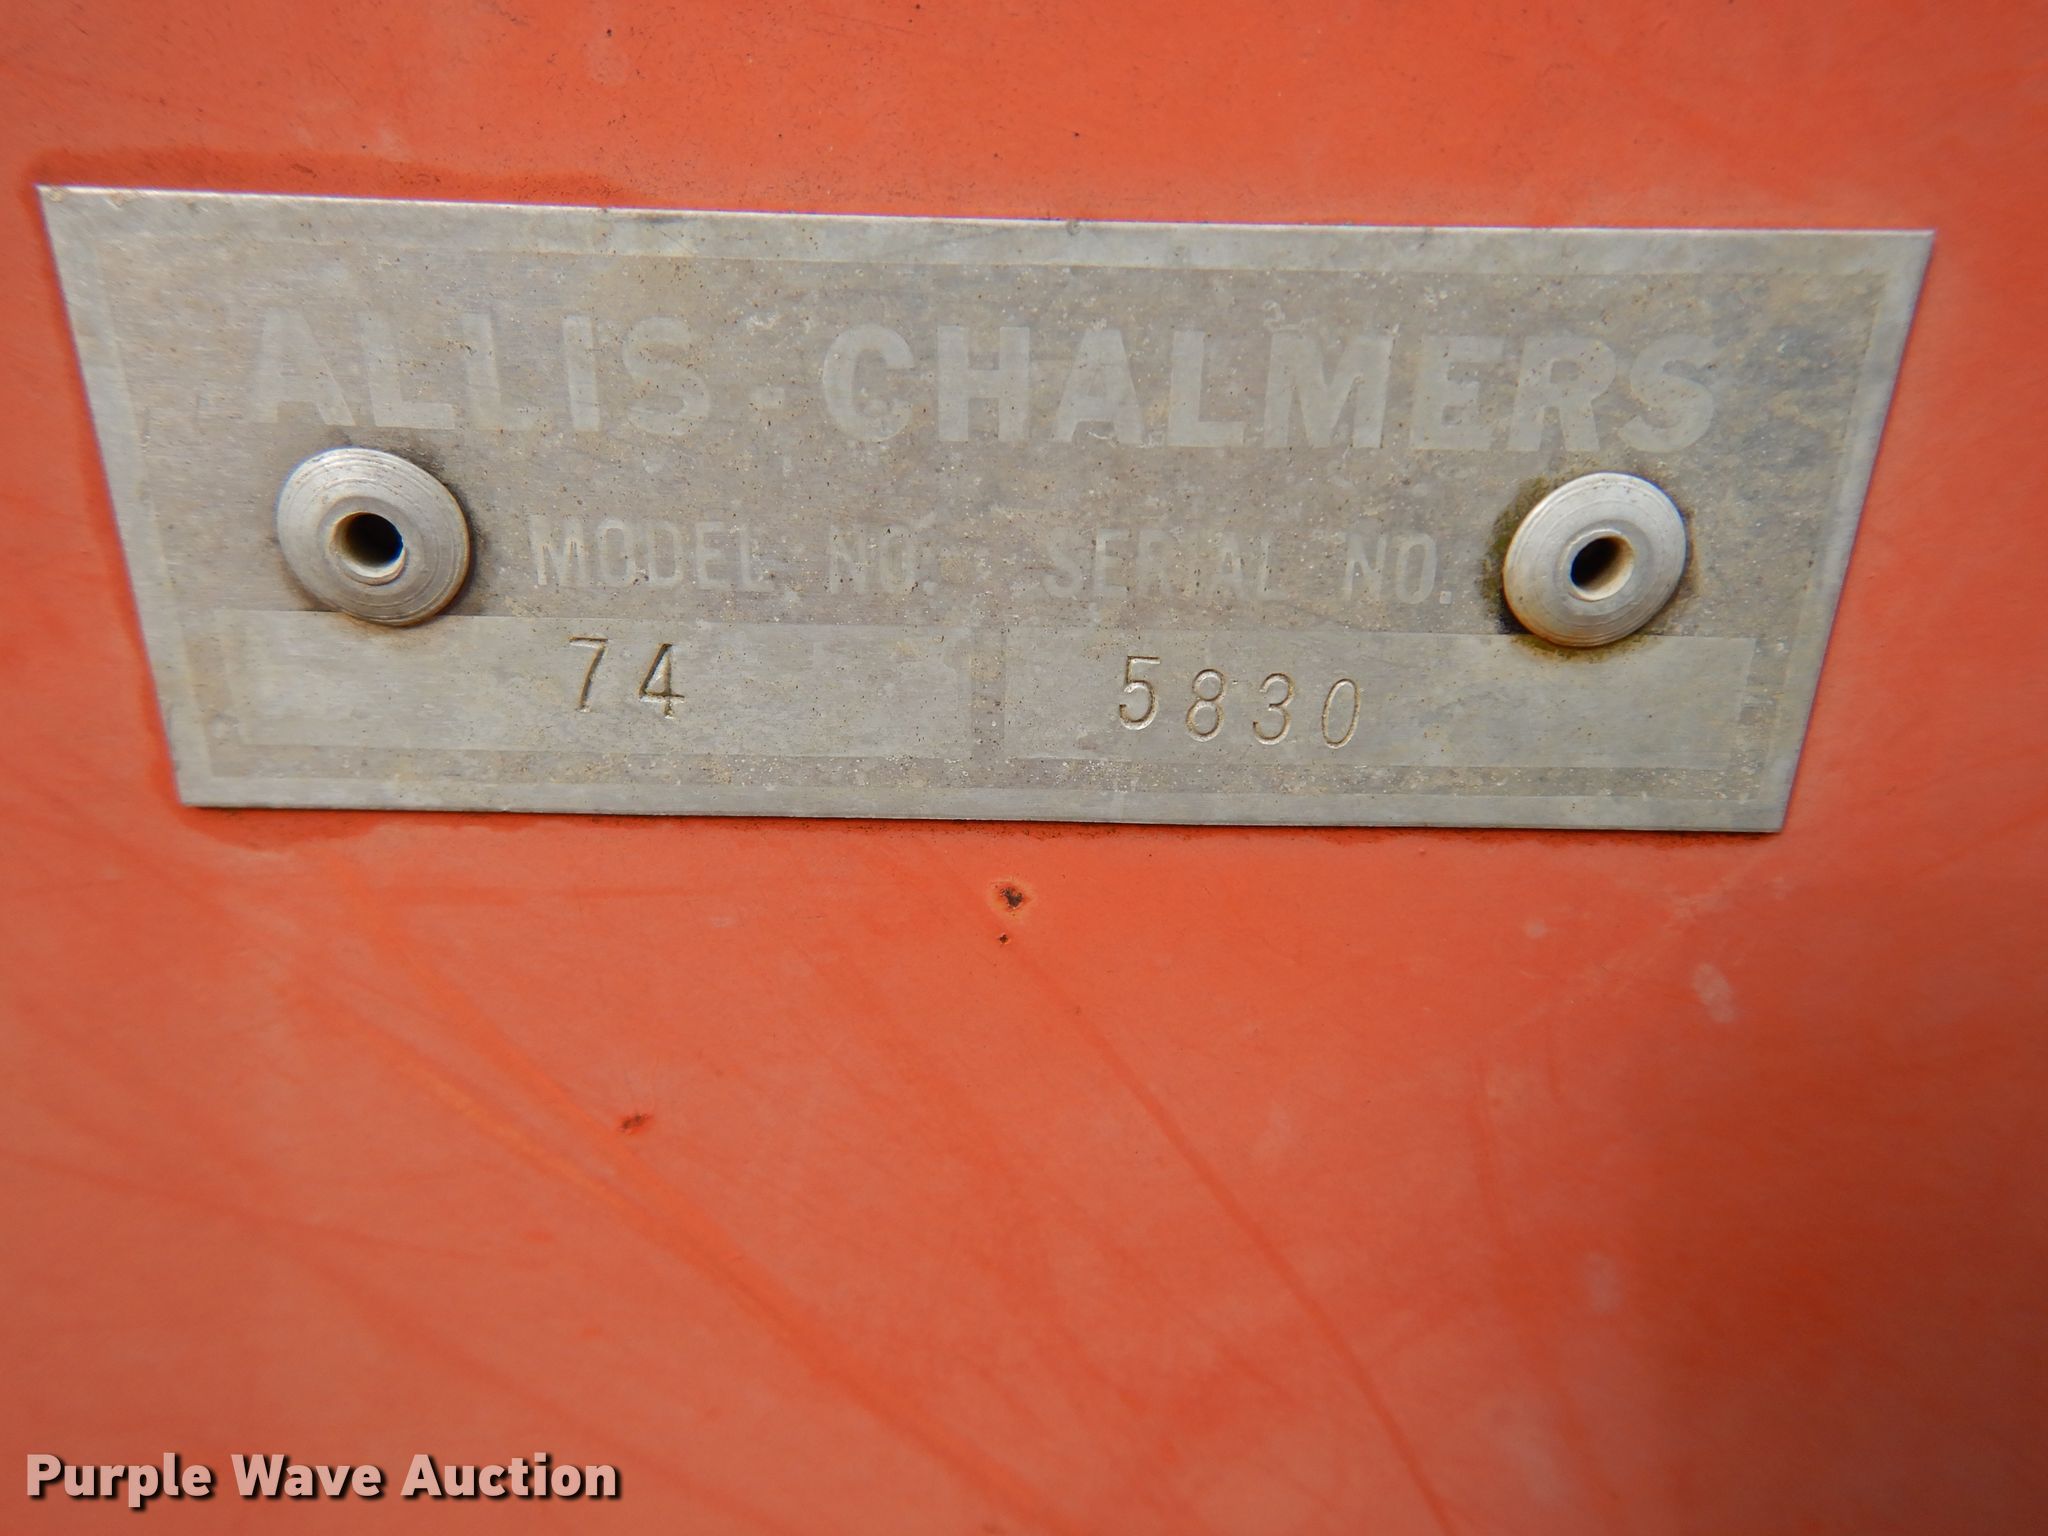 ALLIS-CHALMERS
MODEL NO. SERIAL NO.
74 5830
Purple Wave Auction